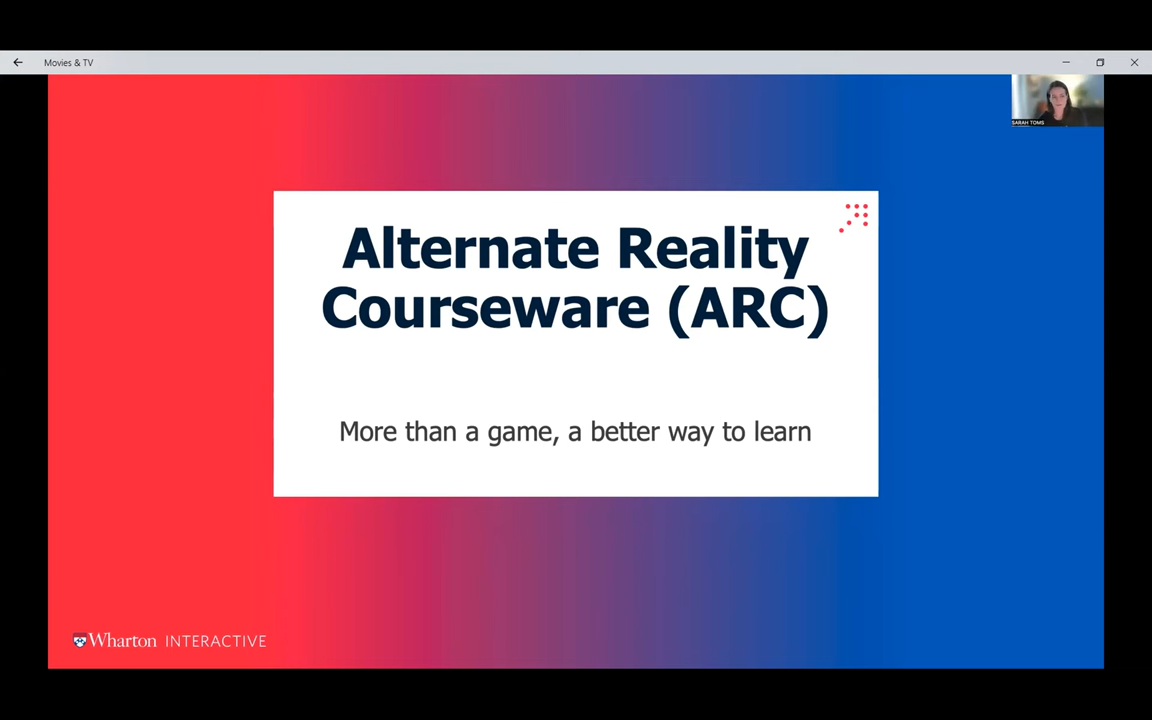 Movies & TV
SARAH TOMS
Alternate Reality
Courseware (ARC)
More than a game, a better way to learn
Wharton INTERACTIVE